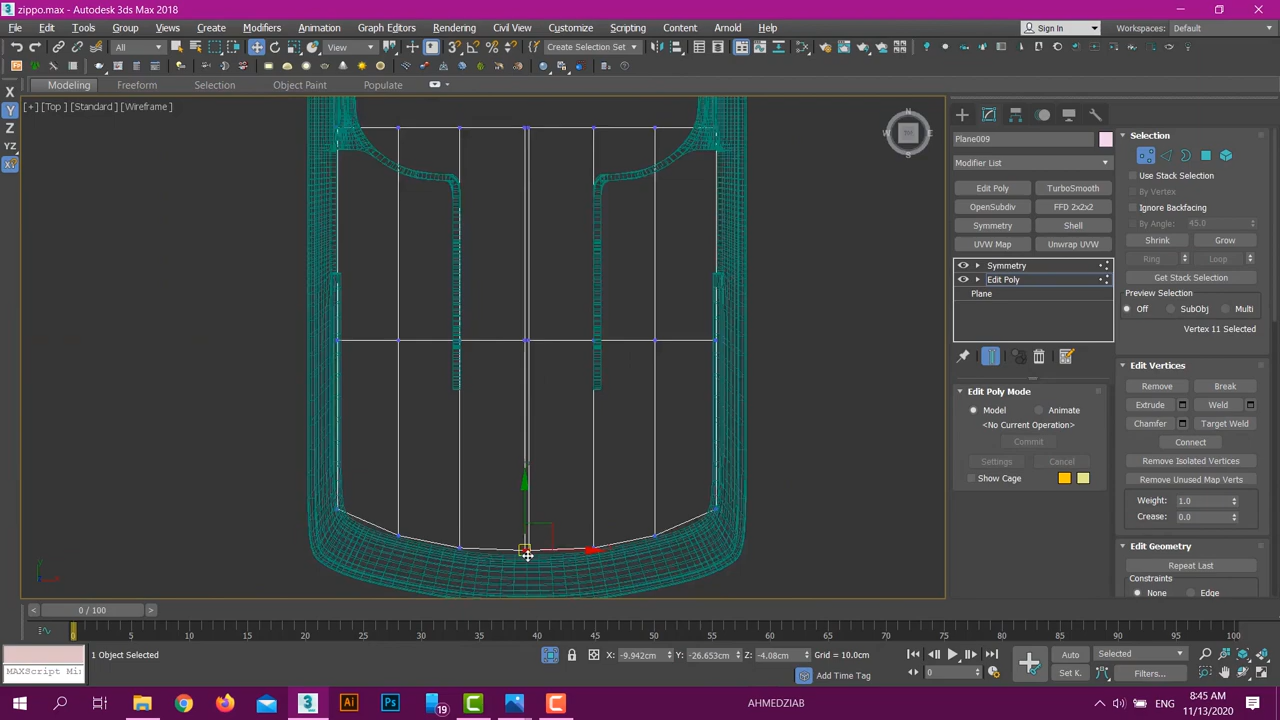 zippo.max - Autodesk 3ds Max 2018
File Edit Tools Group Views Create Modifiers Animation Graph Editors Rendering Civil View Customize Scripting Content Arnold Help Sign In Workspaces: Default
All View Create Selection Set
Modeling Freeform Selection Object Paint Populate
X
Y
Z
YZ
[+] [Top] [Standard] [Wireframe]
N
W E
S
Plane009
Modifier List
Edit Poly TurboSmooth
OpenSubdiv FFD 2x2x2
Symmetry Shell
UVW Map Unwrap UVW
Symmetry
Edit Poly
Plane
Edit Poly Mode
Model Animate
<No Current Operation>
Commit
Settings Cancel
Show Cage
Selection
Use Stack Selection
By Vertex
Ignore Backfacing
By Angle: 45.0
Shrink Grow
Ring Loop
Get Stack Selection
Preview Selection
Off SubObj Multi
Vertex 11 Selected
Edit Vertices
Remove Break
Extrude Weld
Chamfer Target Weld
Connect
Remove Isolated Vertices
Remove Unused Map Verts
Weight: 1.0
Crease: 0.0
Edit Geometry
Repeat Last
Constraints
None Edge
0 / 100
0 5 10 15 20 25 30 35 40 45 50 55 60 65 70 75 80 85 90 95 100
MAXScript Mi
1 Object Selected X: -9.942cm Y: -26.653cm Z: -4.08cm Grid = 10.0cm
Add Time Tag
0
Auto Selected
Set K. Filters...
19
AHMEDZIAB
ENG
8:45 AM
11/13/2020